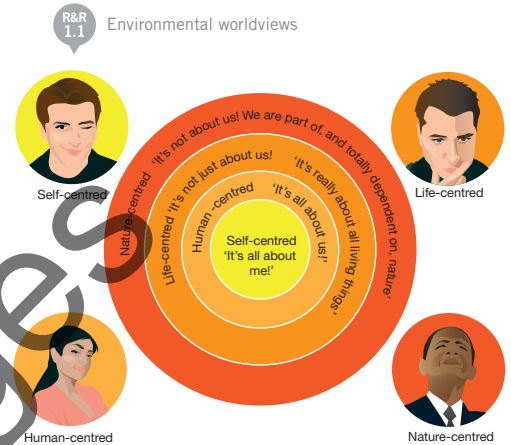 R&R
1.1
Environmental worldviews
Self-centred
Life-centred
Nature-centred 'It's not about us! We are part of, and totally dependent on, nature'
Life-centred 'It's not just about us! 'It's really about all living things'
Human -centred 'It's all about us!'
Self-centred
'It's all about
me!'
Human-centred
Nature-centred